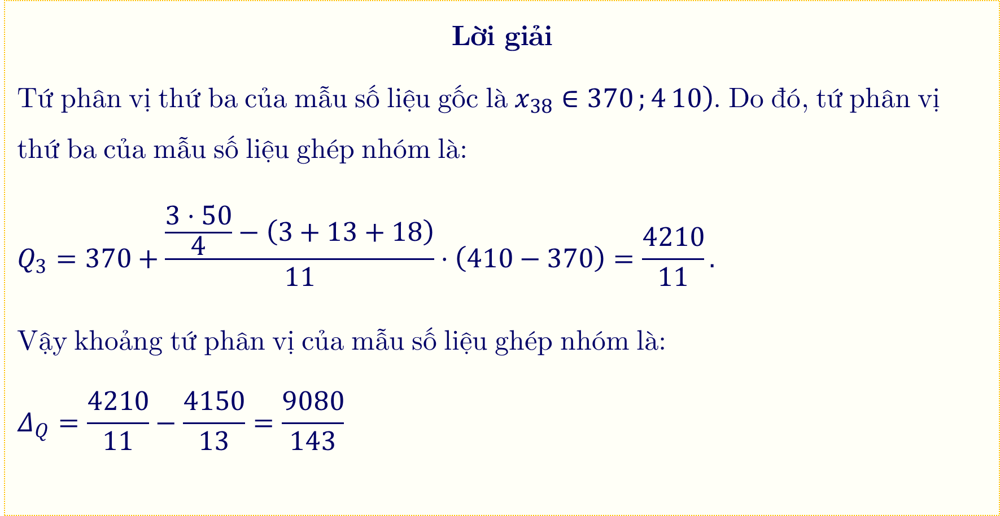 Lời giải
Tứ phân vị thứ ba của mẫu số liệu gốc là $x_{38} \in 370 ; 4 10)$. Do đó, tứ phân vị
thứ ba của mẫu số liệu ghép nhóm là:
$Q_3 = 370 + \frac{\frac{3 \cdot 50}{4} - (3 + 13 + 18)}{11} \cdot (410 - 370) = \frac{4210}{11}.$
Vậy khoảng tứ phân vị của mẫu số liệu ghép nhóm là:
$\Delta_Q = \frac{4210}{11} - \frac{4150}{13} = \frac{9080}{143}$